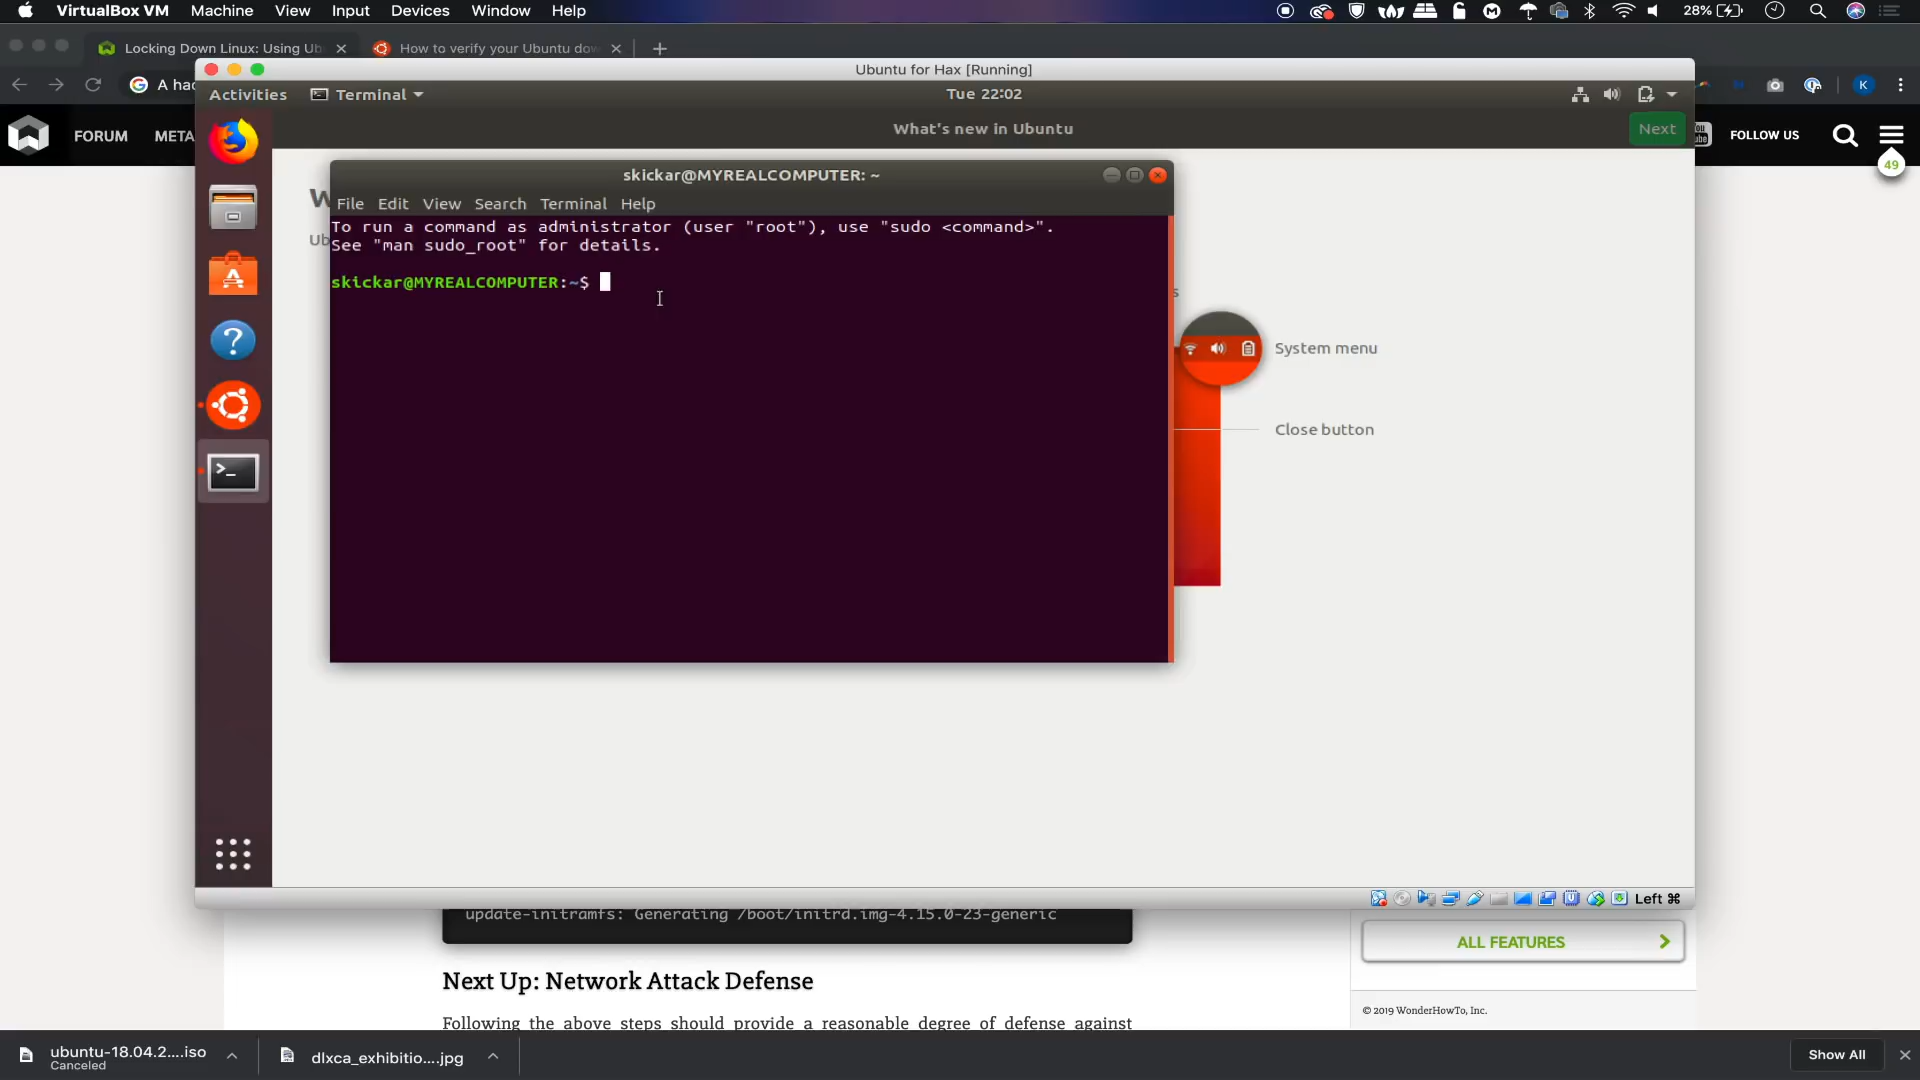 VirtualBox VM Machine View Input Devices Window Help 28%
Locking Down Linux: Using Ub
How to verify your Ubuntu dow
A hac
K
Ubuntu for Hax [Running]
Activities Terminal Tue 22:02
What's new in Ubuntu Next
FORUM META
You Tube FOLLOW US
49
W
Ub
skickar@MYREALCOMPUTER: ~
File Edit View Search Terminal Help
To run a command as administrator (user "root"), use "sudo <command>".
See "man sudo_root" for details.
skickar@MYREALCOMPUTER:~$
s
System menu
Close button
Left ⌘
update-initramfs: Generating /boot/initrd.img-4.15.0-23-generic
ALL FEATURES
Next Up: Network Attack Defense
© 2019 WonderHowTo, Inc.
Following the above steps should provide a reasonable degree of defense against
ubuntu-18.04.2....iso
Canceled
dlxca_exhibitio....jpg
Show All